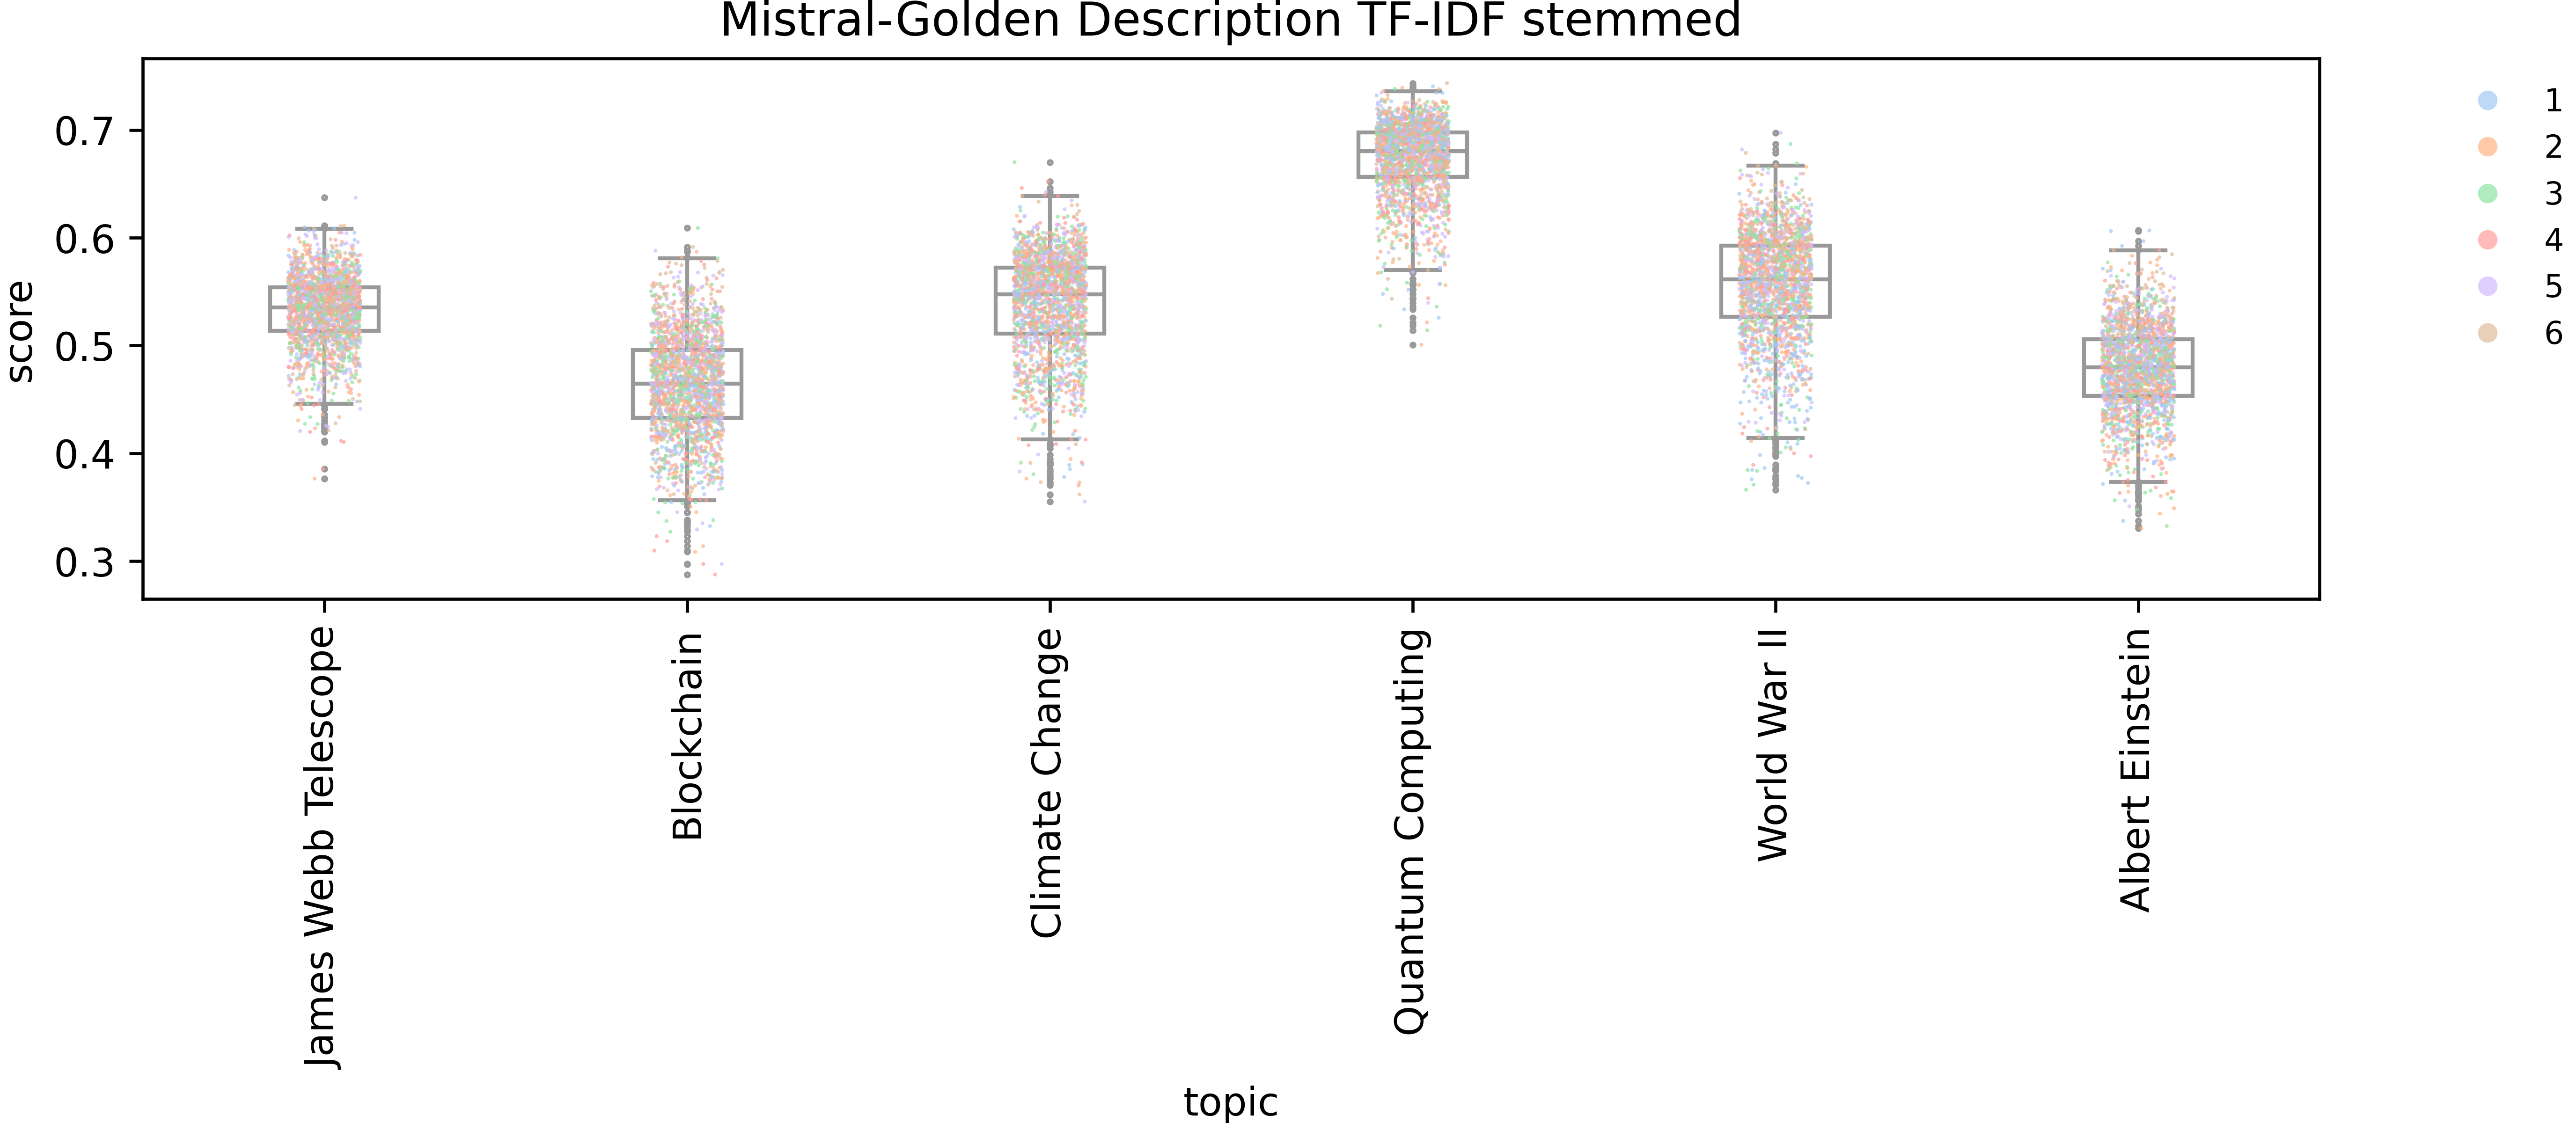 Mistral-Golden Description TF-IDF stemmed
score
0.7
0.6
0.5
0.4
0.3
James Webb Telescope
Blockchain
Climate Change
Quantum Computing
World War II
Albert Einstein
topic
1
2
3
4
5
6